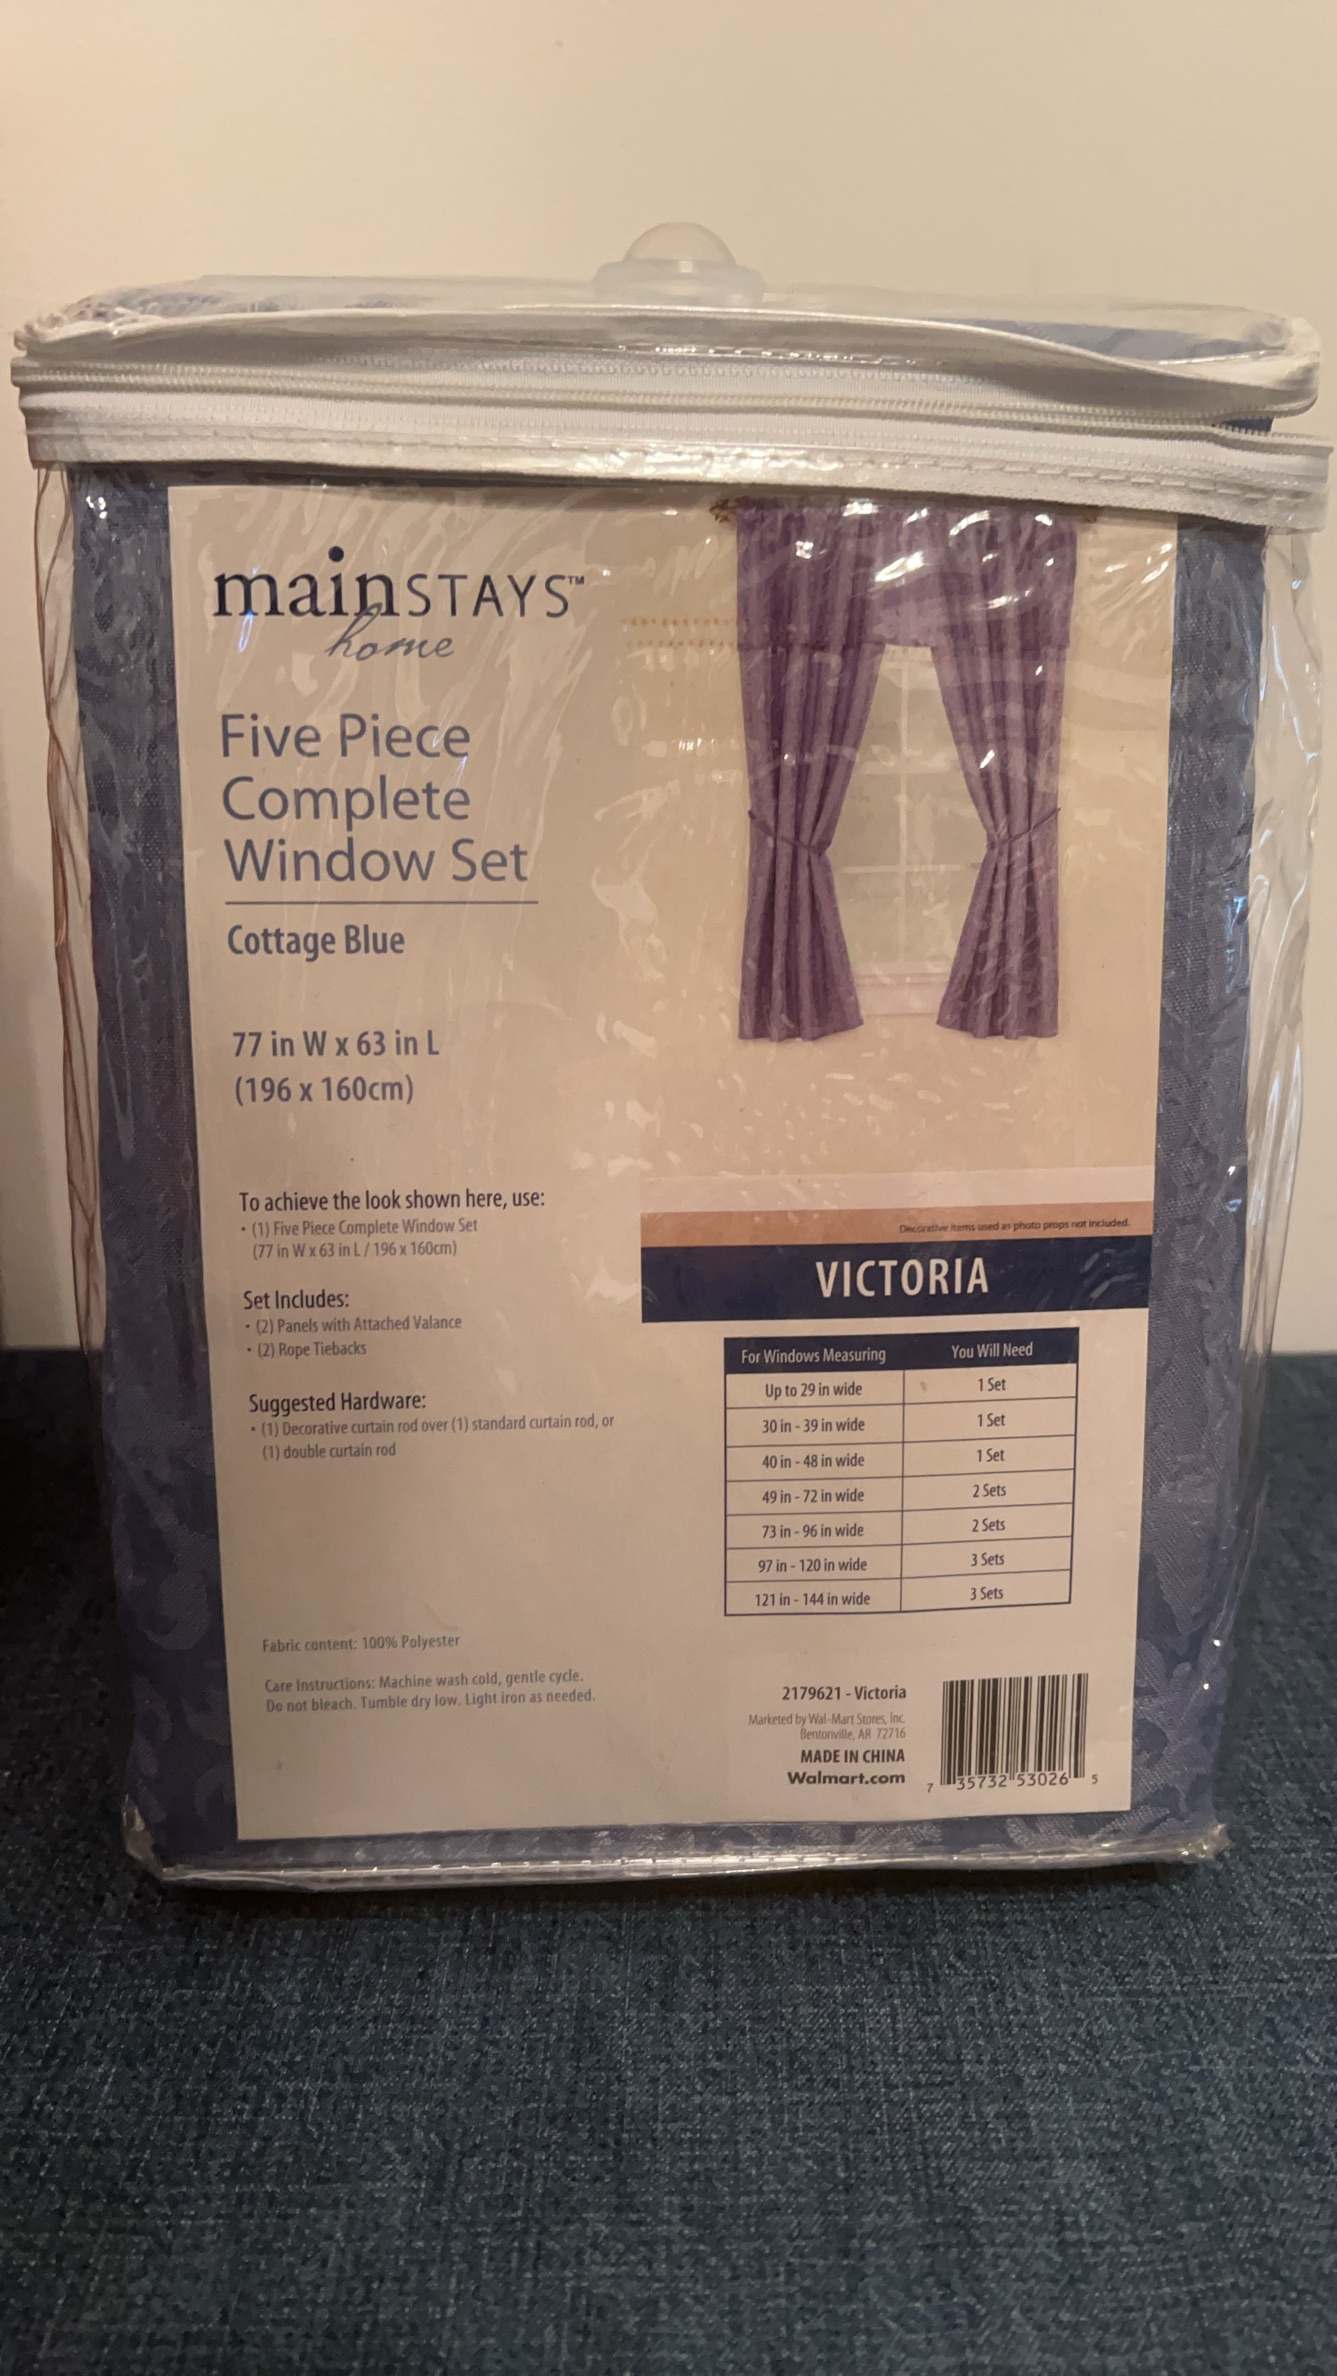 mainSTAYS™
home
Five Piece
Complete
Window Set
Cottage Blue
77 in W x 63 in L
(196 x 160cm)
To achieve the look shown here, use:
• (1) Five Piece Complete Window Set
(77 in W x 63 in L / 196 x 160cm)
Set Includes:
• (2) Panels with Attached Valance
• (2) Rope Tiebacks
Suggested Hardware:
• (1) Decorative curtain rod over (1) standard curtain rod, or
(1) double curtain rod
Fabric content: 100% Polyester
Care Instructions: Machine wash cold, gentle cycle.
Do not bleach. Tumble dry low. Light iron as needed.
Decorative items used as photo props not included.
VICTORIA
For Windows Measuring You Will Need
Up to 29 in wide 1 Set
30 in - 39 in wide 1 Set
40 in - 48 in wide 1 Set
49 in - 72 in wide 2 Sets
73 in - 96 in wide 2 Sets
97 in - 120 in wide 3 Sets
121 in - 144 in wide 3 Sets
2179621 - Victoria
Marketed by Wal-Mart Stores, Inc.
Bentonville, AR 72716
MADE IN CHINA
Walmart.com
7 35732 53026 5